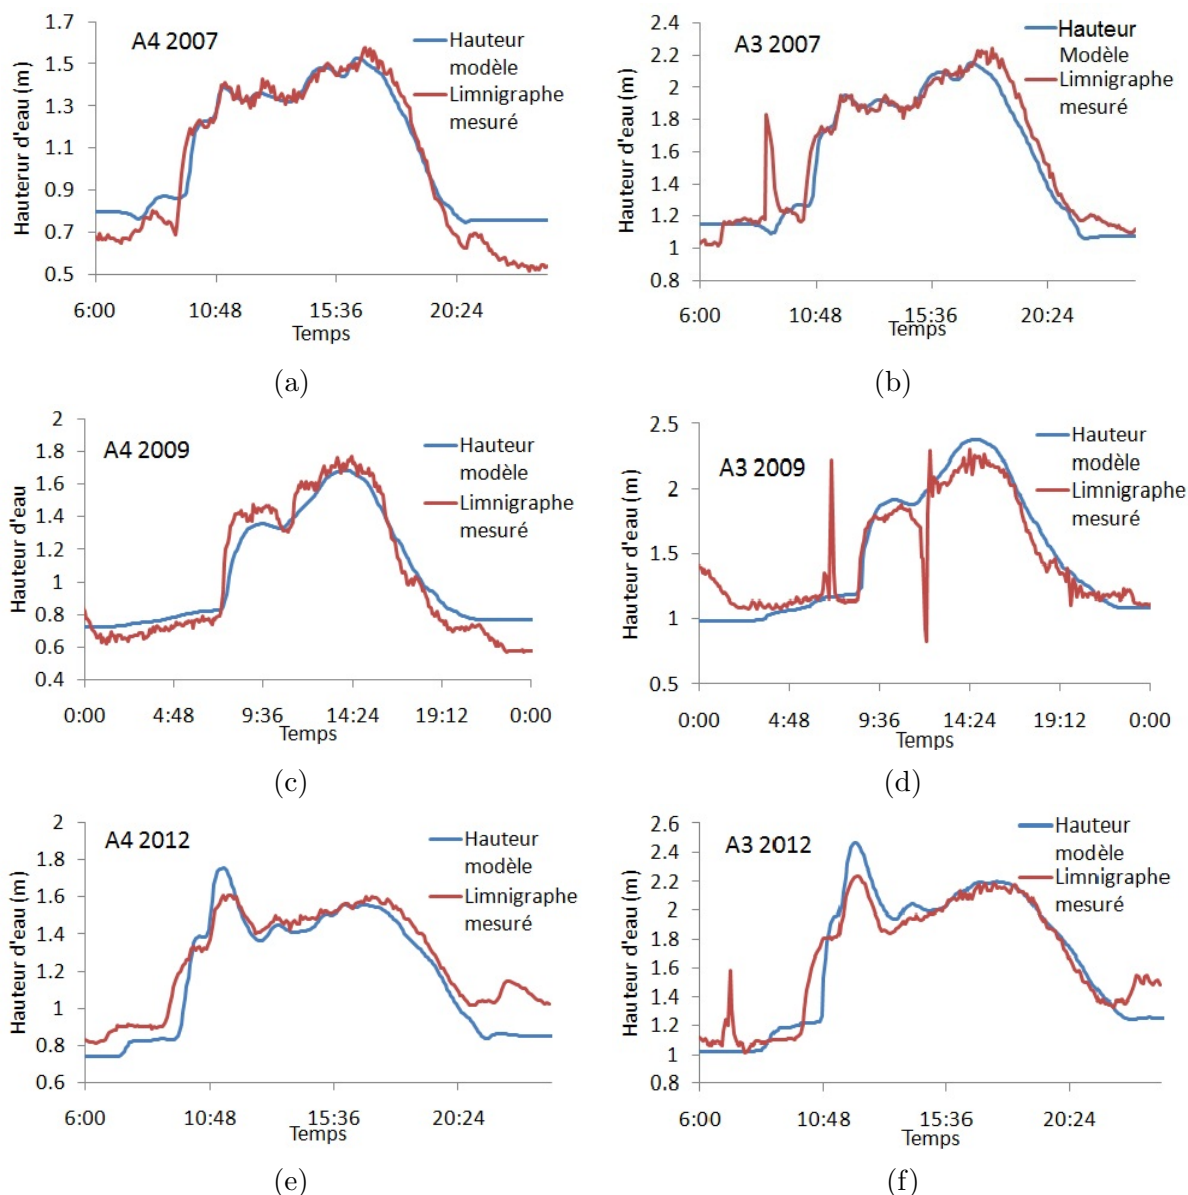 A4 2007
Hauteur
modèle
Limnigraphe
mesuré
Hauterur d'eau (m)
1.7
1.5
1.3
1.1
0.9
0.7
0.5
6:00 10:48 15:36 20:24
Temps
(a)
A3 2007
Hauteur
Modèle
Limnigraphe
mesuré
Hauteur d'eau (m)
2.4
2.2
2
1.8
1.6
1.4
1.2
1
0.8
6:00 10:48 15:36 20:24
Temps
(b)
A4 2009
Hauteur
modèle
Limnigraphe
mesuré
Hauteur d'eau
2
1.8
1.6
1.4
1.2
1
0.8
0.6
0.4
0:00 4:48 9:36 14:24 19:12 0:00
Temps
(c)
A3 2009
Hauteur
modèle
Limnigraphe
mesuré
Hauteur d'eau (m)
2.5
2
1.5
1
0.5
0:00 4:48 9:36 14:24 19:12 0:00
Temps
(d)
A4 2012
Hauteur
modèle
Limnigraphe
mesuré
Hauteur d'eau (m)
2
1.8
1.6
1.4
1.2
1
0.8
0.6
6:00 10:48 15:36 20:24
Temps
(e)
A3 2012
Hauteur
modèle
Limnigraphe
mesuré
Hauteur d'eau (m)
2.6
2.4
2.2
2
1.8
1.6
1.4
1.2
1
0.8
6:00 10:48 15:36 20:24
Temps
(f)